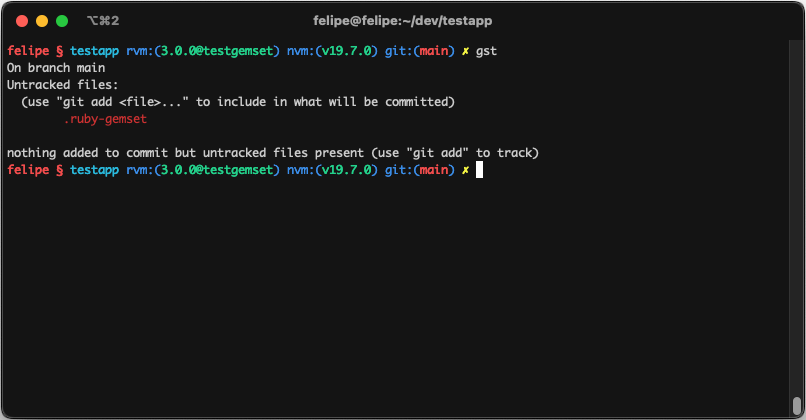 ⌥⌘2
felipe@felipe:~/dev/testapp
felipe § testapp rvm:(3.0.0@testgemset) nvm:(v19.7.0) git:(main) ✗ gst
On branch main
Untracked files:
  (use "git add <file>..." to include in what will be committed)
        .ruby-gemset

nothing added to commit but untracked files present (use "git add" to track)
felipe § testapp rvm:(3.0.0@testgemset) nvm:(v19.7.0) git:(main) ✗